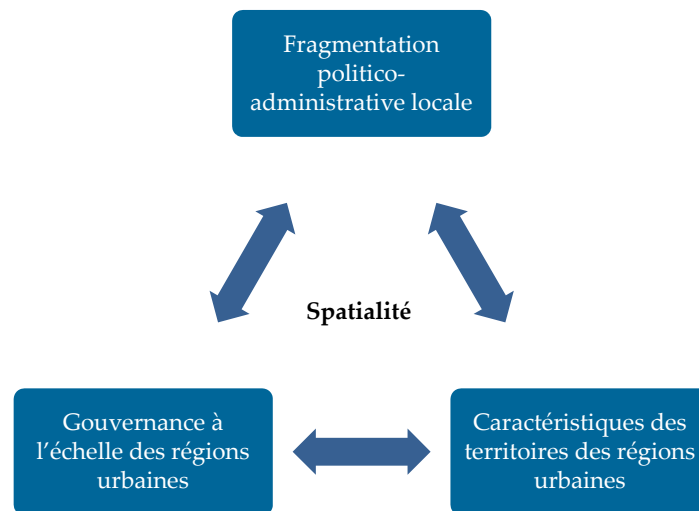 Fragmentation
politico-
administrative locale
Spatialité
Gouvernance à
l'échelle des régions
urbaines
Caractéristiques des
territoires des régions
urbaines